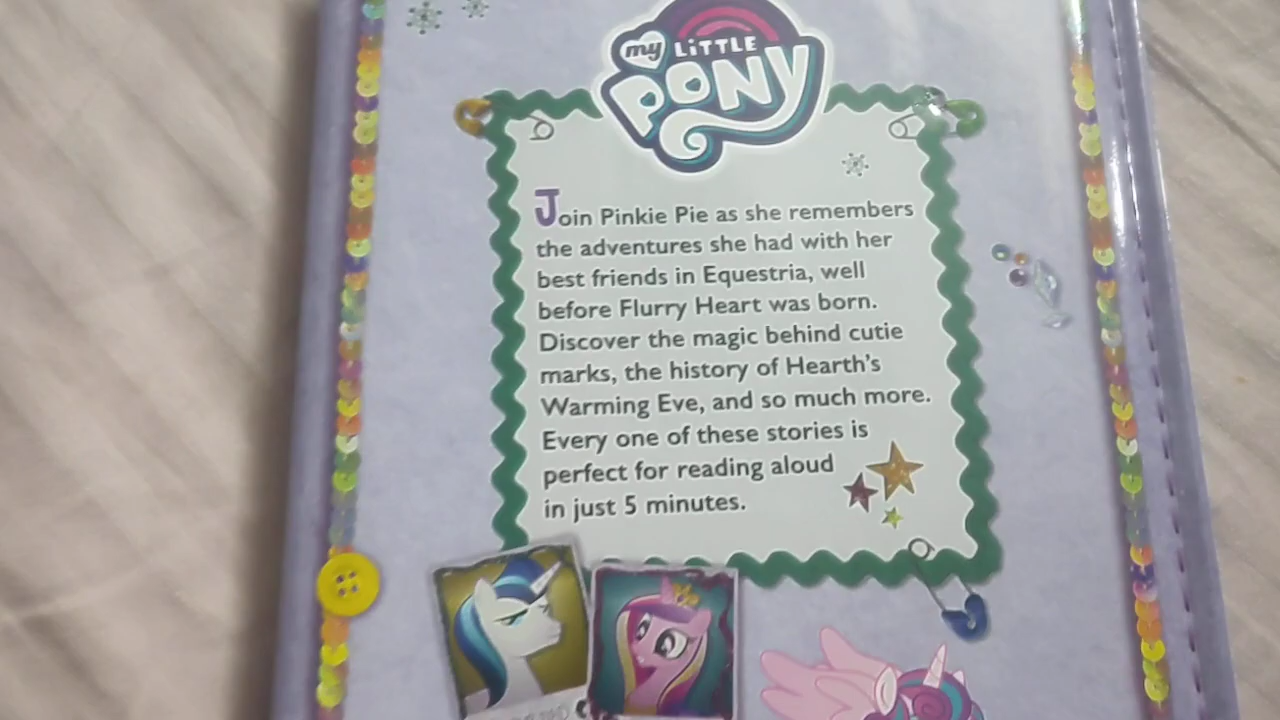 my LiTTLE
PONY
Join Pinkie Pie as she remembers
the adventures she had with her
best friends in Equestria, well
before Flurry Heart was born.
Discover the magic behind cutie
marks, the history of Hearth's
Warming Eve, and so much more.
Every one of these stories is
perfect for reading aloud
in just 5 minutes.